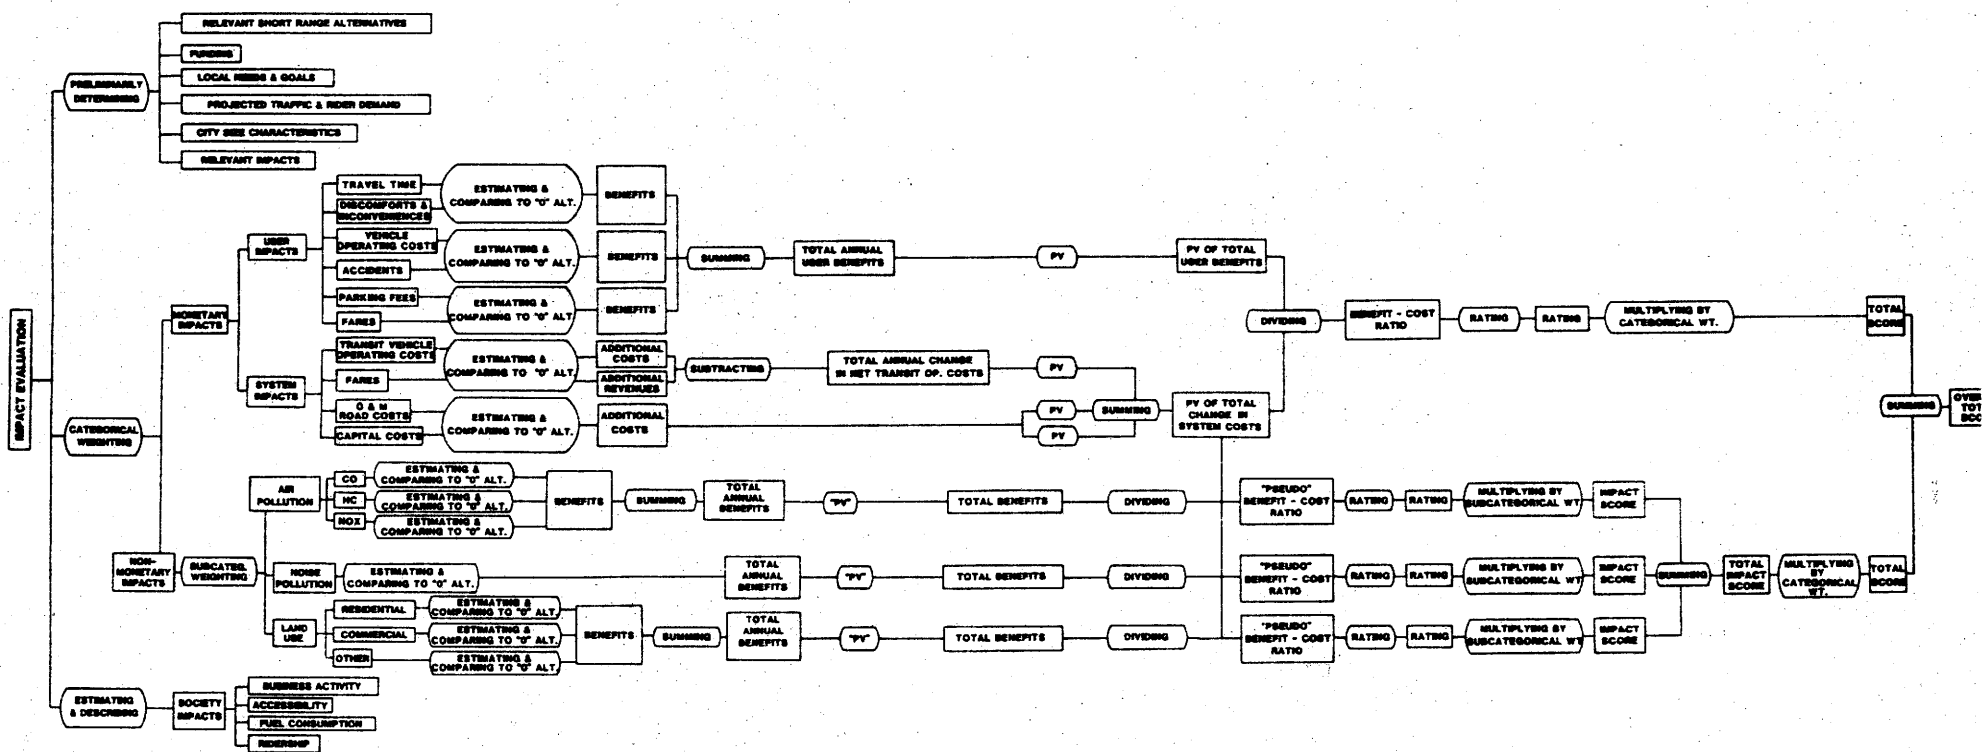 RELEVANT SHORT RANGE ALTERNATIVES
FUNDING
LOCAL NEEDS & GOALS
PRELIMINARILY
DETERMINING
PROJECTED TRAFFIC & RIDER DEMAND
CITY SIZE CHARACTERISTICS
RELEVANT IMPACTS
IMPACT EVALUATION
CATEGORICAL
WEIGHTING
MONETARY
IMPACTS
USER
IMPACTS
TRAVEL TIME
DISCOMFORTS &
INCONVENIENCES
ESTIMATING &
COMPARING TO "0" ALT.
BENEFITS
VEHICLE
OPERATING COSTS
ACCIDENTS
ESTIMATING &
COMPARING TO "0" ALT.
BENEFITS
PARKING FEES
FARES
ESTIMATING &
COMPARING TO "0" ALT.
BENEFITS
SUMMING
TOTAL ANNUAL
USER BENEFITS
PV
PV OF TOTAL
USER BENEFITS
SYSTEM
IMPACTS
TRANSIT VEHICLE
OPERATING COSTS
FARES
ESTIMATING &
COMPARING TO "0" ALT.
ADDITIONAL
COSTS
ADDITIONAL
REVENUES
SUBTRACTING
TOTAL ANNUAL CHANGE
IN NET TRANSIT OP. COSTS
PV
O & M
ROAD COSTS
CAPITAL COSTS
ESTIMATING &
COMPARING TO "0" ALT.
ADDITIONAL
COSTS
PV
PV
SUMMING
PV OF TOTAL
CHANGE IN
SYSTEM COSTS
DIVIDING
BENEFIT - COST
RATIO
RATING
RATING
MULTIPLYING BY
CATEGORICAL WT.
TOTAL
SCORE
NON-
MONETARY
IMPACTS
SUBCATEG.
WEIGHTING
AIR
POLLUTION
CO
ESTIMATING &
COMPARING TO "0" ALT.
HC
ESTIMATING &
COMPARING TO "0" ALT.
NOX
ESTIMATING &
COMPARING TO "0" ALT.
BENEFITS
SUMMING
TOTAL
ANNUAL
BENEFITS
"PV"
TOTAL BENEFITS
DIVIDING
"PSEUDO"
BENEFIT - COST
RATIO
RATING
RATING
MULTIPLYING BY
SUBCATEGORICAL WT
IMPACT
SCORE
NOISE
POLLUTION
ESTIMATING &
COMPARING TO "0" ALT.
TOTAL
ANNUAL
BENEFITS
"PV"
TOTAL BENEFITS
DIVIDING
"PSEUDO"
BENEFIT - COST
RATIO
RATING
RATING
MULTIPLYING BY
SUBCATEGORICAL WT
IMPACT
SCORE
LAND
USE
RESIDENTIAL
ESTIMATING &
COMPARING TO "0" ALT.
COMMERCIAL
ESTIMATING &
COMPARING TO "0" ALT.
OTHER
ESTIMATING &
COMPARING TO "0" ALT.
BENEFITS
SUMMING
TOTAL
ANNUAL
BENEFITS
"PV"
TOTAL BENEFITS
DIVIDING
"PSEUDO"
BENEFIT - COST
RATIO
RATING
RATING
MULTIPLYING BY
SUBCATEGORICAL WT
IMPACT
SCORE
SUMMING
TOTAL
IMPACT
SCORE
MULTIPLYING
BY
CATEGORICAL
WT.
TOTAL
SCORE
SUMMING
ESTIMATING
& DESCRIBING
SOCIETY
IMPACTS
BUSINESS ACTIVITY
ACCESSIBILITY
FUEL CONSUMPTION
RIDERSHIP